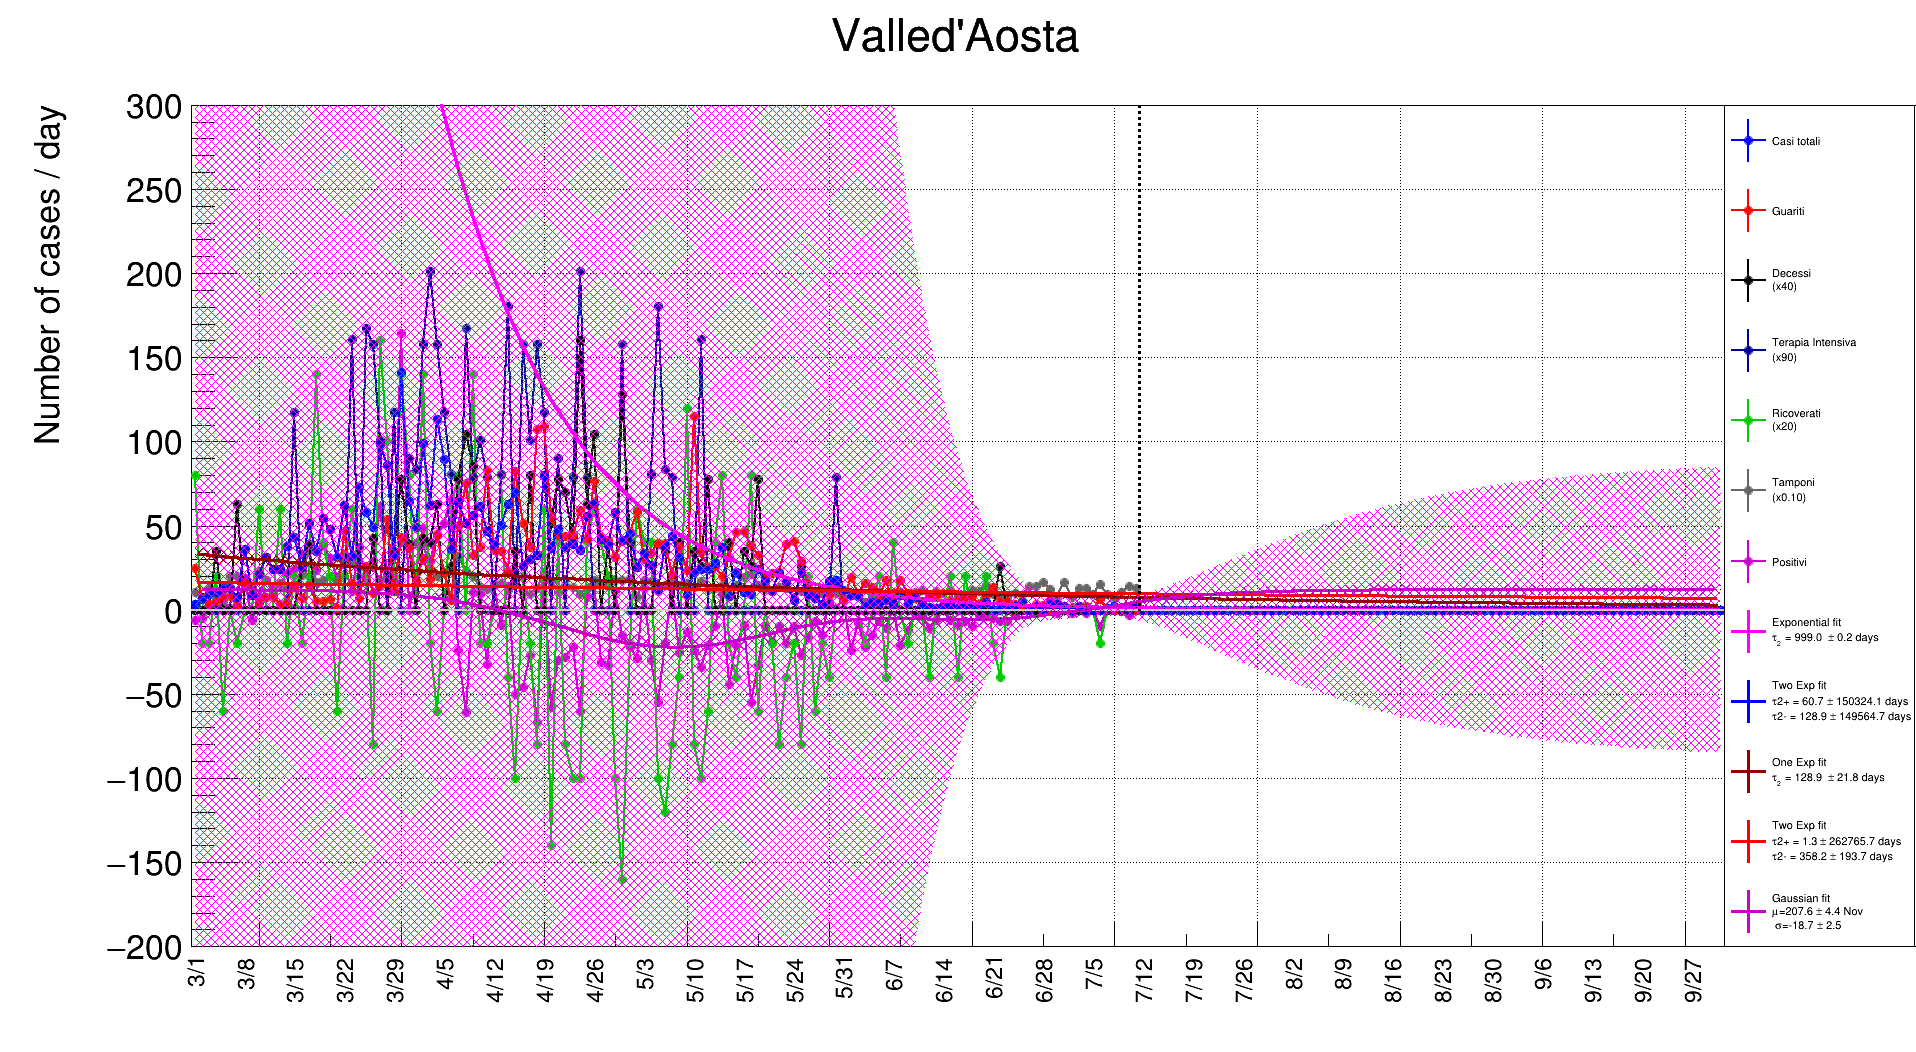 Valled'Aosta
Number of cases / day
300
250
200
150
100
50
0
−50
−100
−150
−200
3/1
3/8
3/15
3/22
3/29
4/5
4/12
4/19
4/26
5/3
5/10
5/17
5/24
5/31
6/7
6/14
6/21
6/28
7/5
7/12
7/19
7/26
8/2
8/9
8/16
8/23
8/30
9/6
9/13
9/20
9/27
Casi totali
Guariti
Decessi
(x40)
Terapia Intensiva
(x90)
Ricoverati
(x20)
Tamponi
(x0.10)
Positivi
Exponential fit
τ2 = 999.0 ± 0.2 days
Two Exp fit
τ2+ = 60.7 ± 150324.1 days
τ2- = 128.9 ± 149564.7 days
One Exp fit
τ2 = 128.9 ± 21.8 days
Two Exp fit
τ2+ = 1.3 ± 262765.7 days
τ2- = 358.2 ± 193.7 days
Gaussian fit
μ=207.6 ± 4.4 Nov
σ=-18.7 ± 2.5